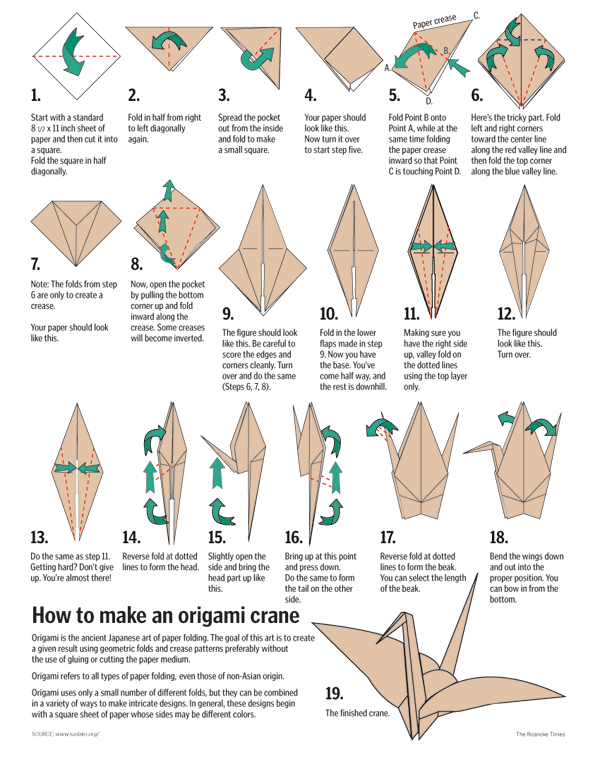 1.
Start with a standard
8 1/2 x 11 inch sheet of
paper and then cut it into
a square.
Fold the square in half
diagonally.
2.
Fold in half from right
to left diagonally
again.
3.
Spread the pocket
out from the inside
and fold to make
a small square.
4.
Your paper should
look like this.
Now turn it over
to start step five.
Paper crease
C.
A.
B.
D.
5.
Fold Point B onto
Point A, while at the
same time folding
the paper crease
inward so that Point
C is touching Point D.
6.
Here's the tricky part. Fold
left and right corners
toward the center line
along the red valley line and
then fold the top corner
along the blue valley line.
7.
Note: The folds from step
6 are only to create a
crease.
Your paper should look
like this.
8.
Now, open the pocket
by pulling the bottom
corner up and fold
inward along the
crease. Some creases
will become inverted.
9.
The figure should look
like this. Be careful to
score the edges and
corners cleanly. Turn
over and do the same
(Steps 6, 7, 8).
10.
Fold in the lower
flaps made in step
9. Now you have
the base. You've
come half way, and
the rest is downhill.
11.
Making sure you
have the right side
up, valley fold on
the dotted lines
using the top layer
only.
12.
The figure should
look like this.
Turn over.
13.
Do the same as step 11.
Getting hard? Don't give
up. You're almost there!
14.
Reverse fold at dotted
lines to form the head.
15.
Slightly open the
side and bring the
head part up like
this.
16.
Bring up at this point
and press down.
Do the same to form
the tail on the other
side.
17.
Reverse fold at dotted
lines to form the beak.
You can select the length
of the beak.
18.
Bend the wings down
and out into the
proper position. You
can bow in from the
bottom.
How to make an origami crane
Origami is the ancient Japanese art of paper folding. The goal of this art is to create
a given result using geometric folds and crease patterns preferably without
the use of gluing or cutting the paper medium.
Origami refers to all types of paper folding, even those of non-Asian origin.
Origami uses only a small number of different folds, but they can be combined
in a variety of ways to make intricate designs. In general, these designs begin
with a square sheet of paper whose sides may be different colors.
19.
The finished crane.
SOURCE: www.sadako.org/
The Roanoke Times